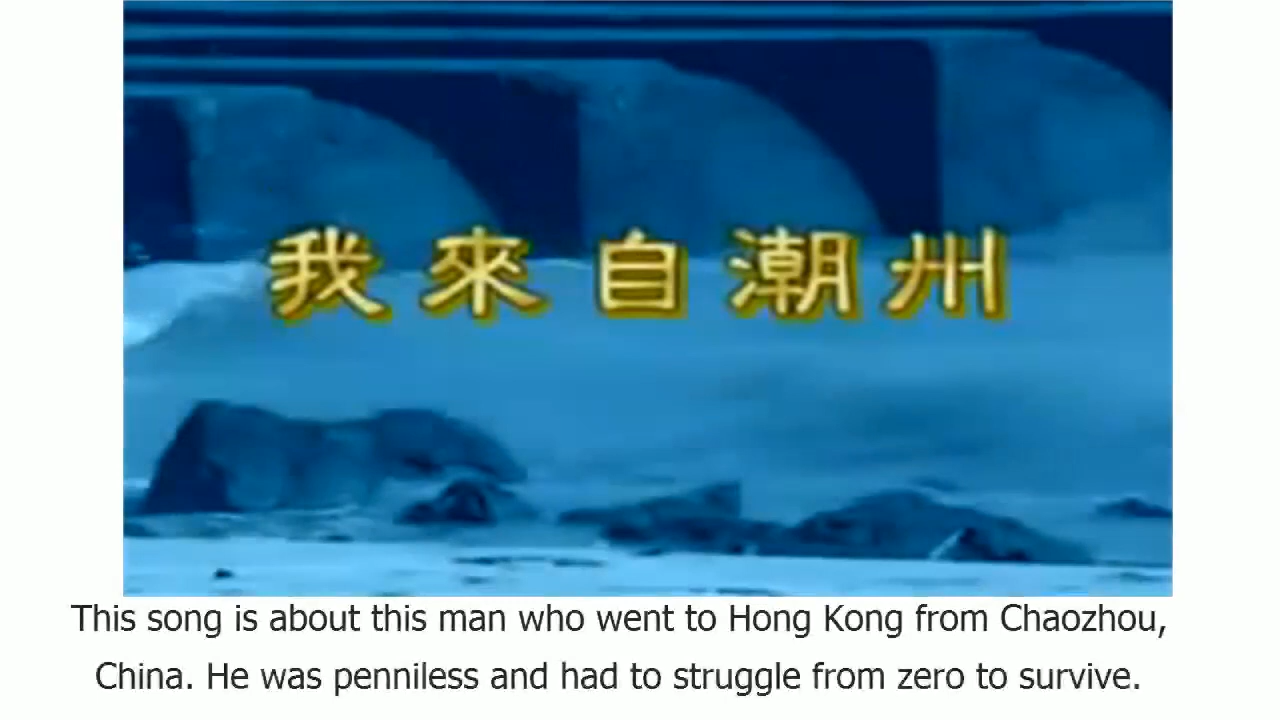 我來自潮州
This song is about this man who went to Hong Kong from Chaozhou,
China. He was penniless and had to struggle from zero to survive.